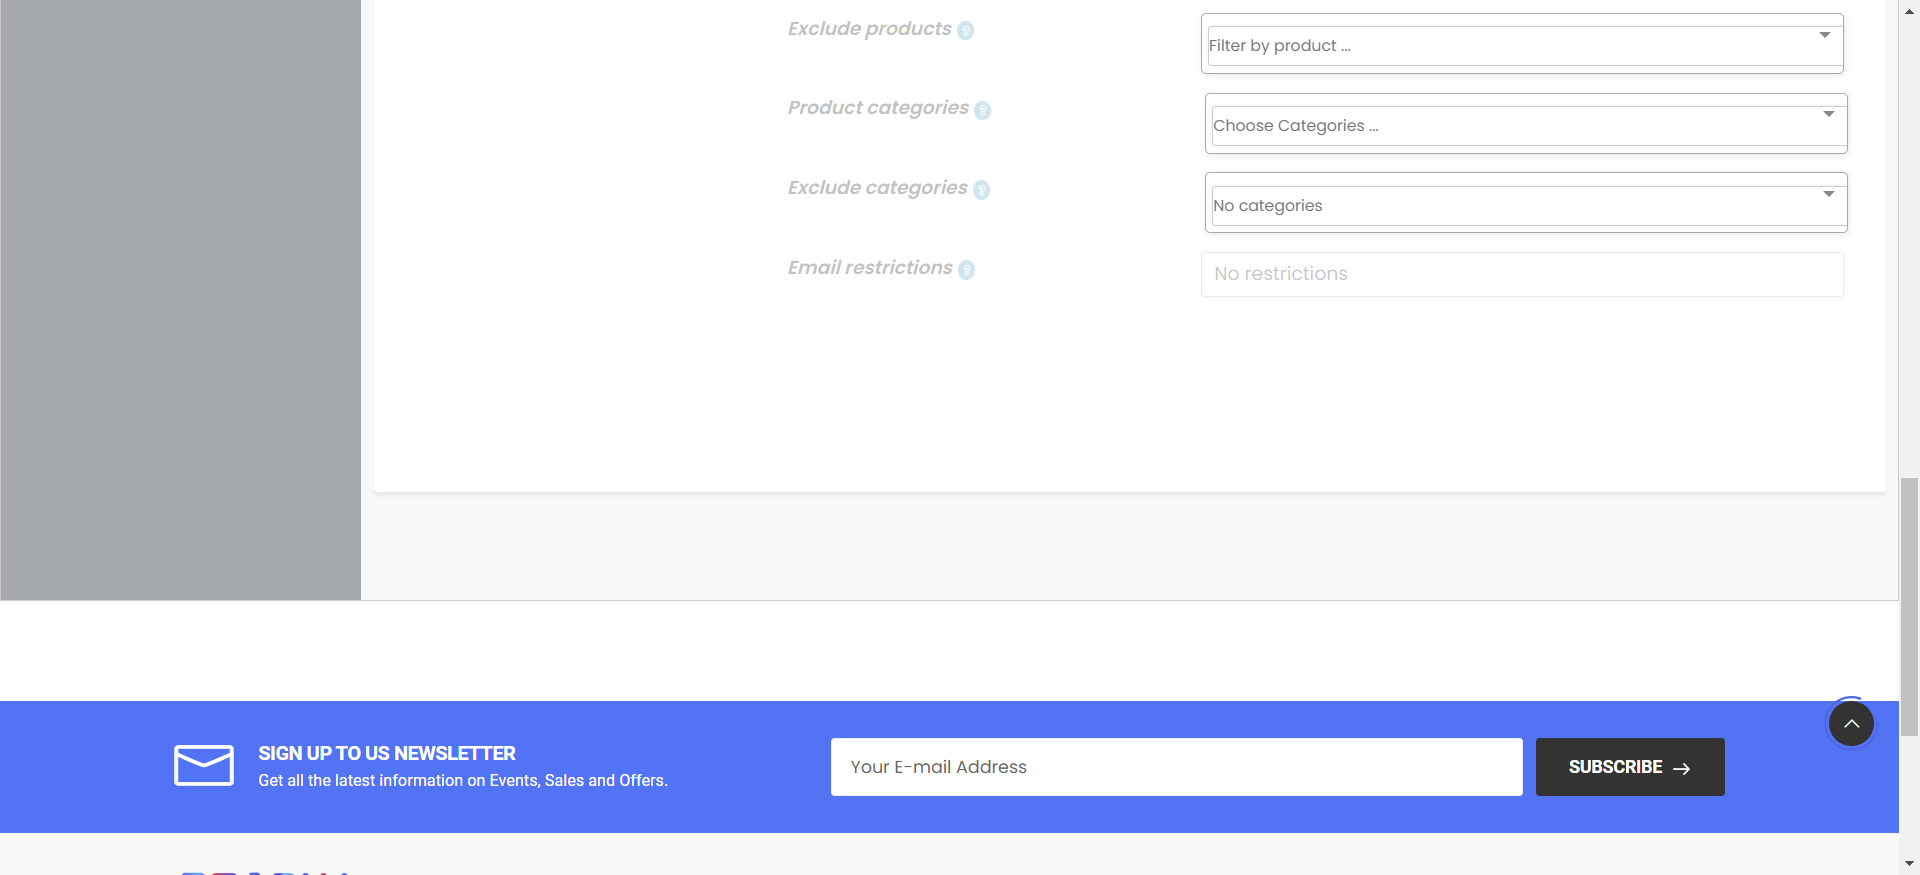 Exclude products ?
Filter by product ...
Product categories ?
Choose Categories ...
Exclude categories ?
No categories
Email restrictions ?
No restrictions
SIGN UP TO US NEWSLETTER
Get all the latest information on Events, Sales and Offers.
Your E-mail Address
SUBSCRIBE